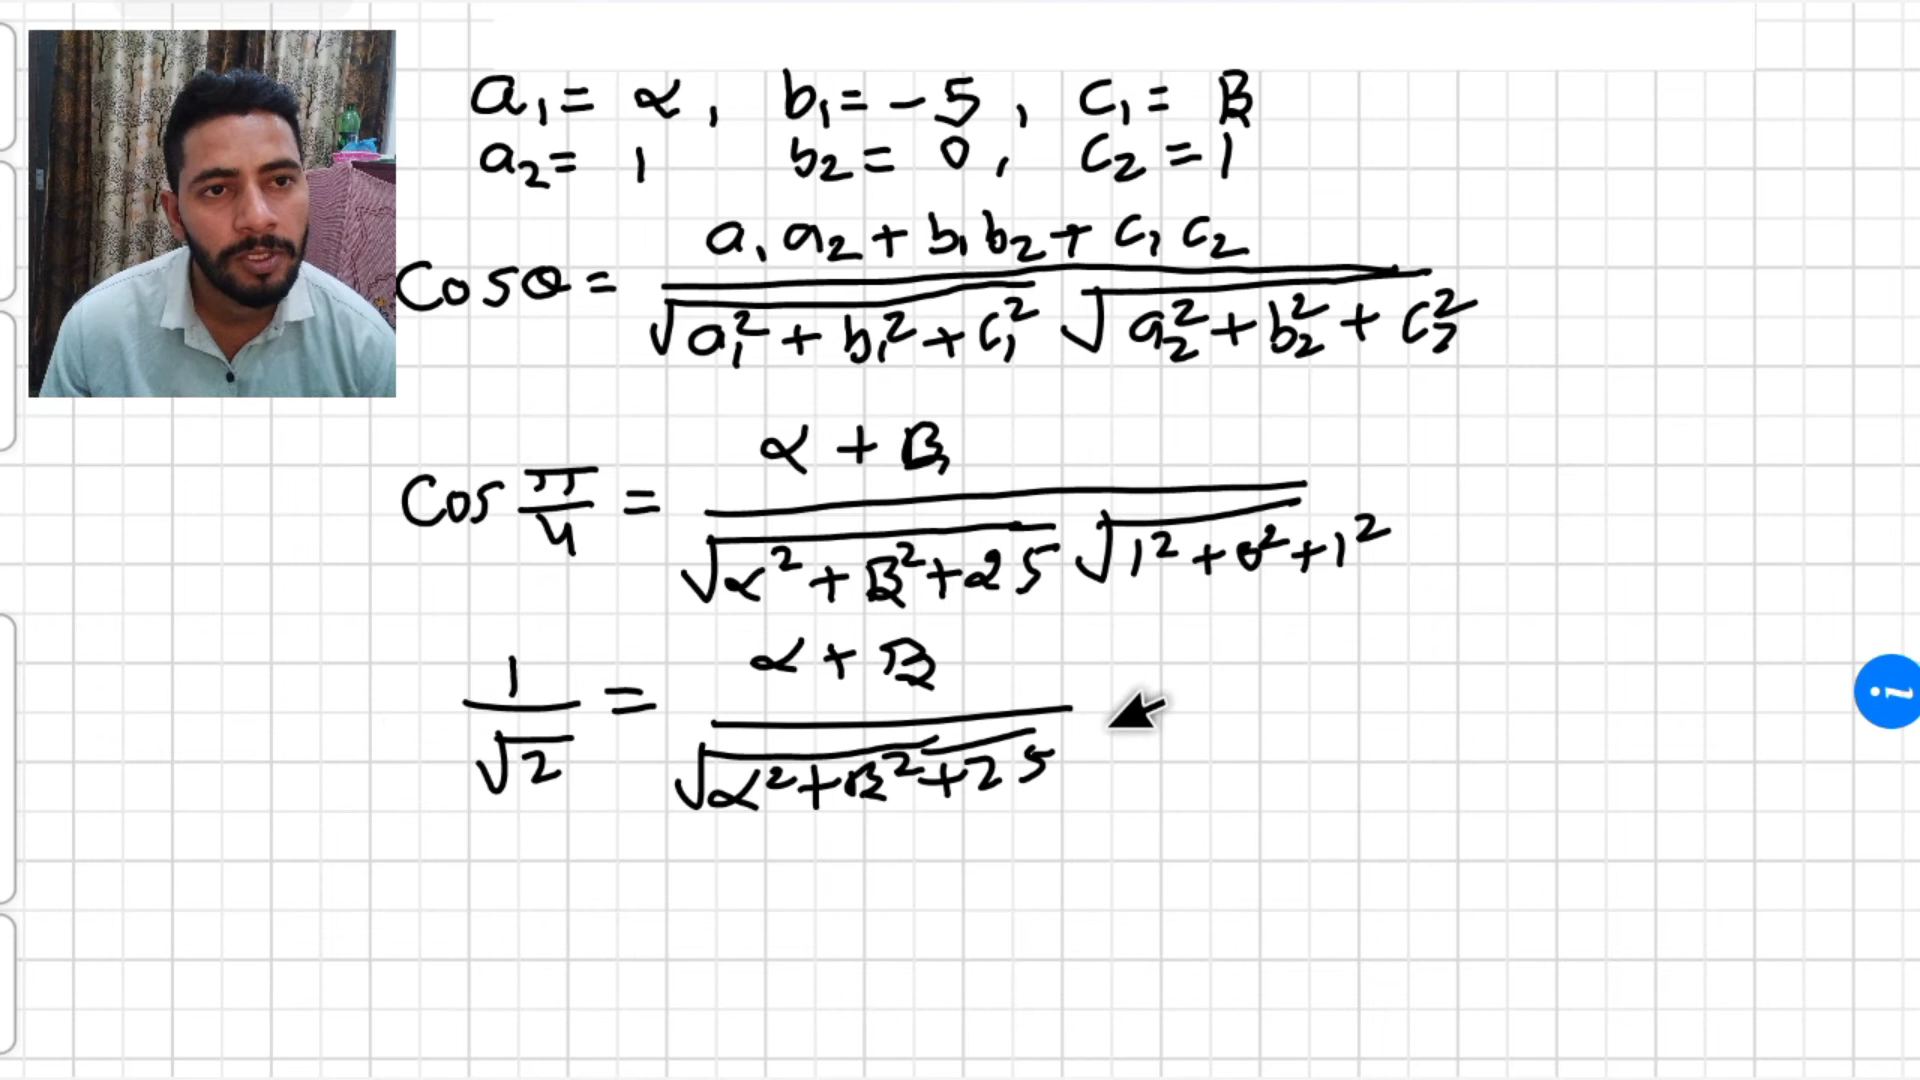 a₁ = α, b₁ = -5, c₁ = β
a₂ = 1 b₂ = 0, c₂ = 1
Cosθ = (a₁a₂ + b₁b₂ + c₁c₂) / (√(a₁² + b₁² + c₁²) √(a₂² + b₂² + c₂²))
Cos π/4 = (α + β) / (√(α² + β² + 25) √(1² + 0² + 1²))
1/√2 = (α + β) / √(α² + β² + 25)
i